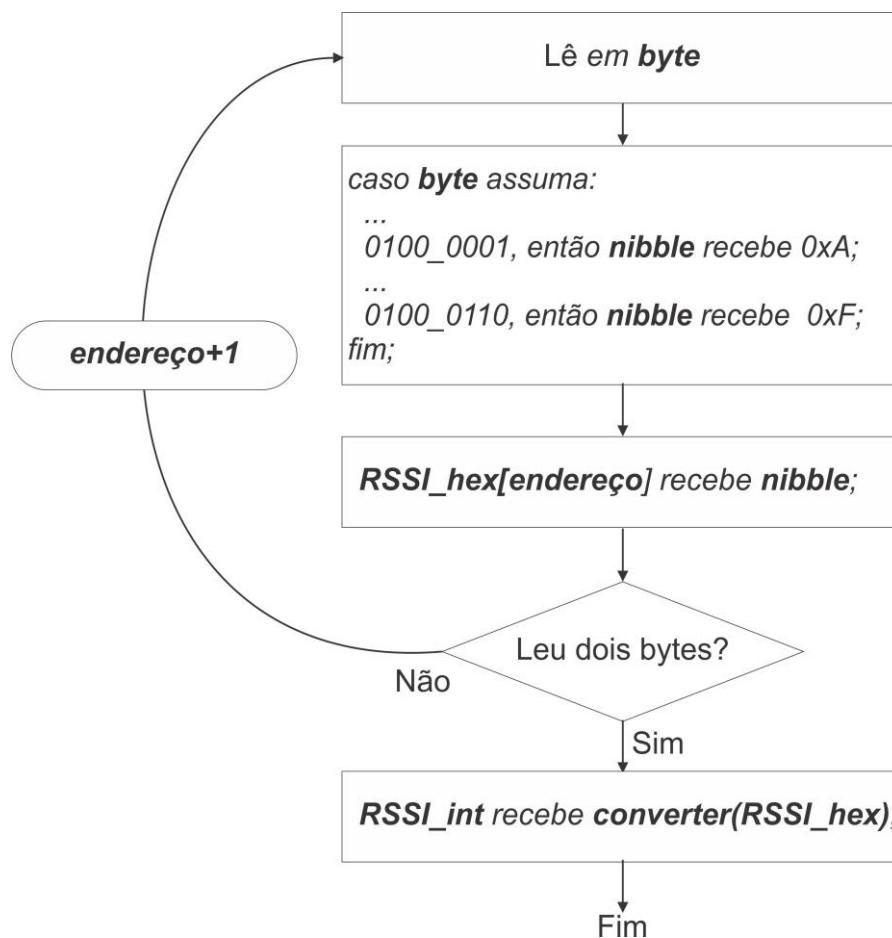 Lê em byte
caso byte assuma:
...
0100_0001, então nibble recebe 0xA;
...
0100_0110, então nibble recebe 0xF;
fim;
endereço+1
RSSI_hex[endereço] recebe nibble;
Leu dois bytes?
Não
Sim
RSSI_int recebe converter(RSSI_hex);
Fim